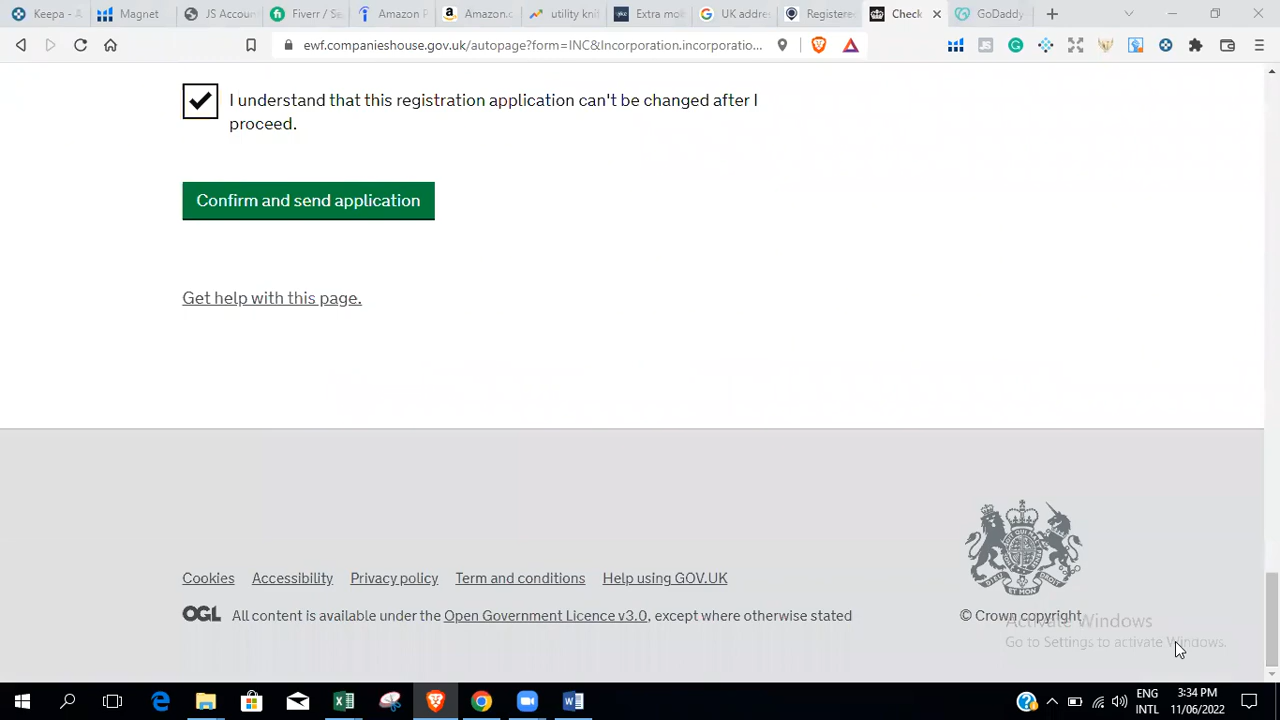 Keepa - A
Magnet
JS Accoun
Fiverr / Se
Amazon P
Amazon.c
utility knif
Extra mob
UK addre
Registere
Check
GoDaddy
ewf.companieshouse.gov.uk/autopage?form=INC&Incorporation.incorporatio...
I understand that this registration application can't be changed after I
proceed.
Confirm and send application
Get help with this page.
Cookies Accessibility Privacy policy Term and conditions Help using GOV.UK
OGL All content is available under the Open Government Licence v3.0, except where otherwise stated
© Crown copyright
Activate Windows
Go to Settings to activate Windows.
ENG
INTL
3:34 PM
11/06/2022